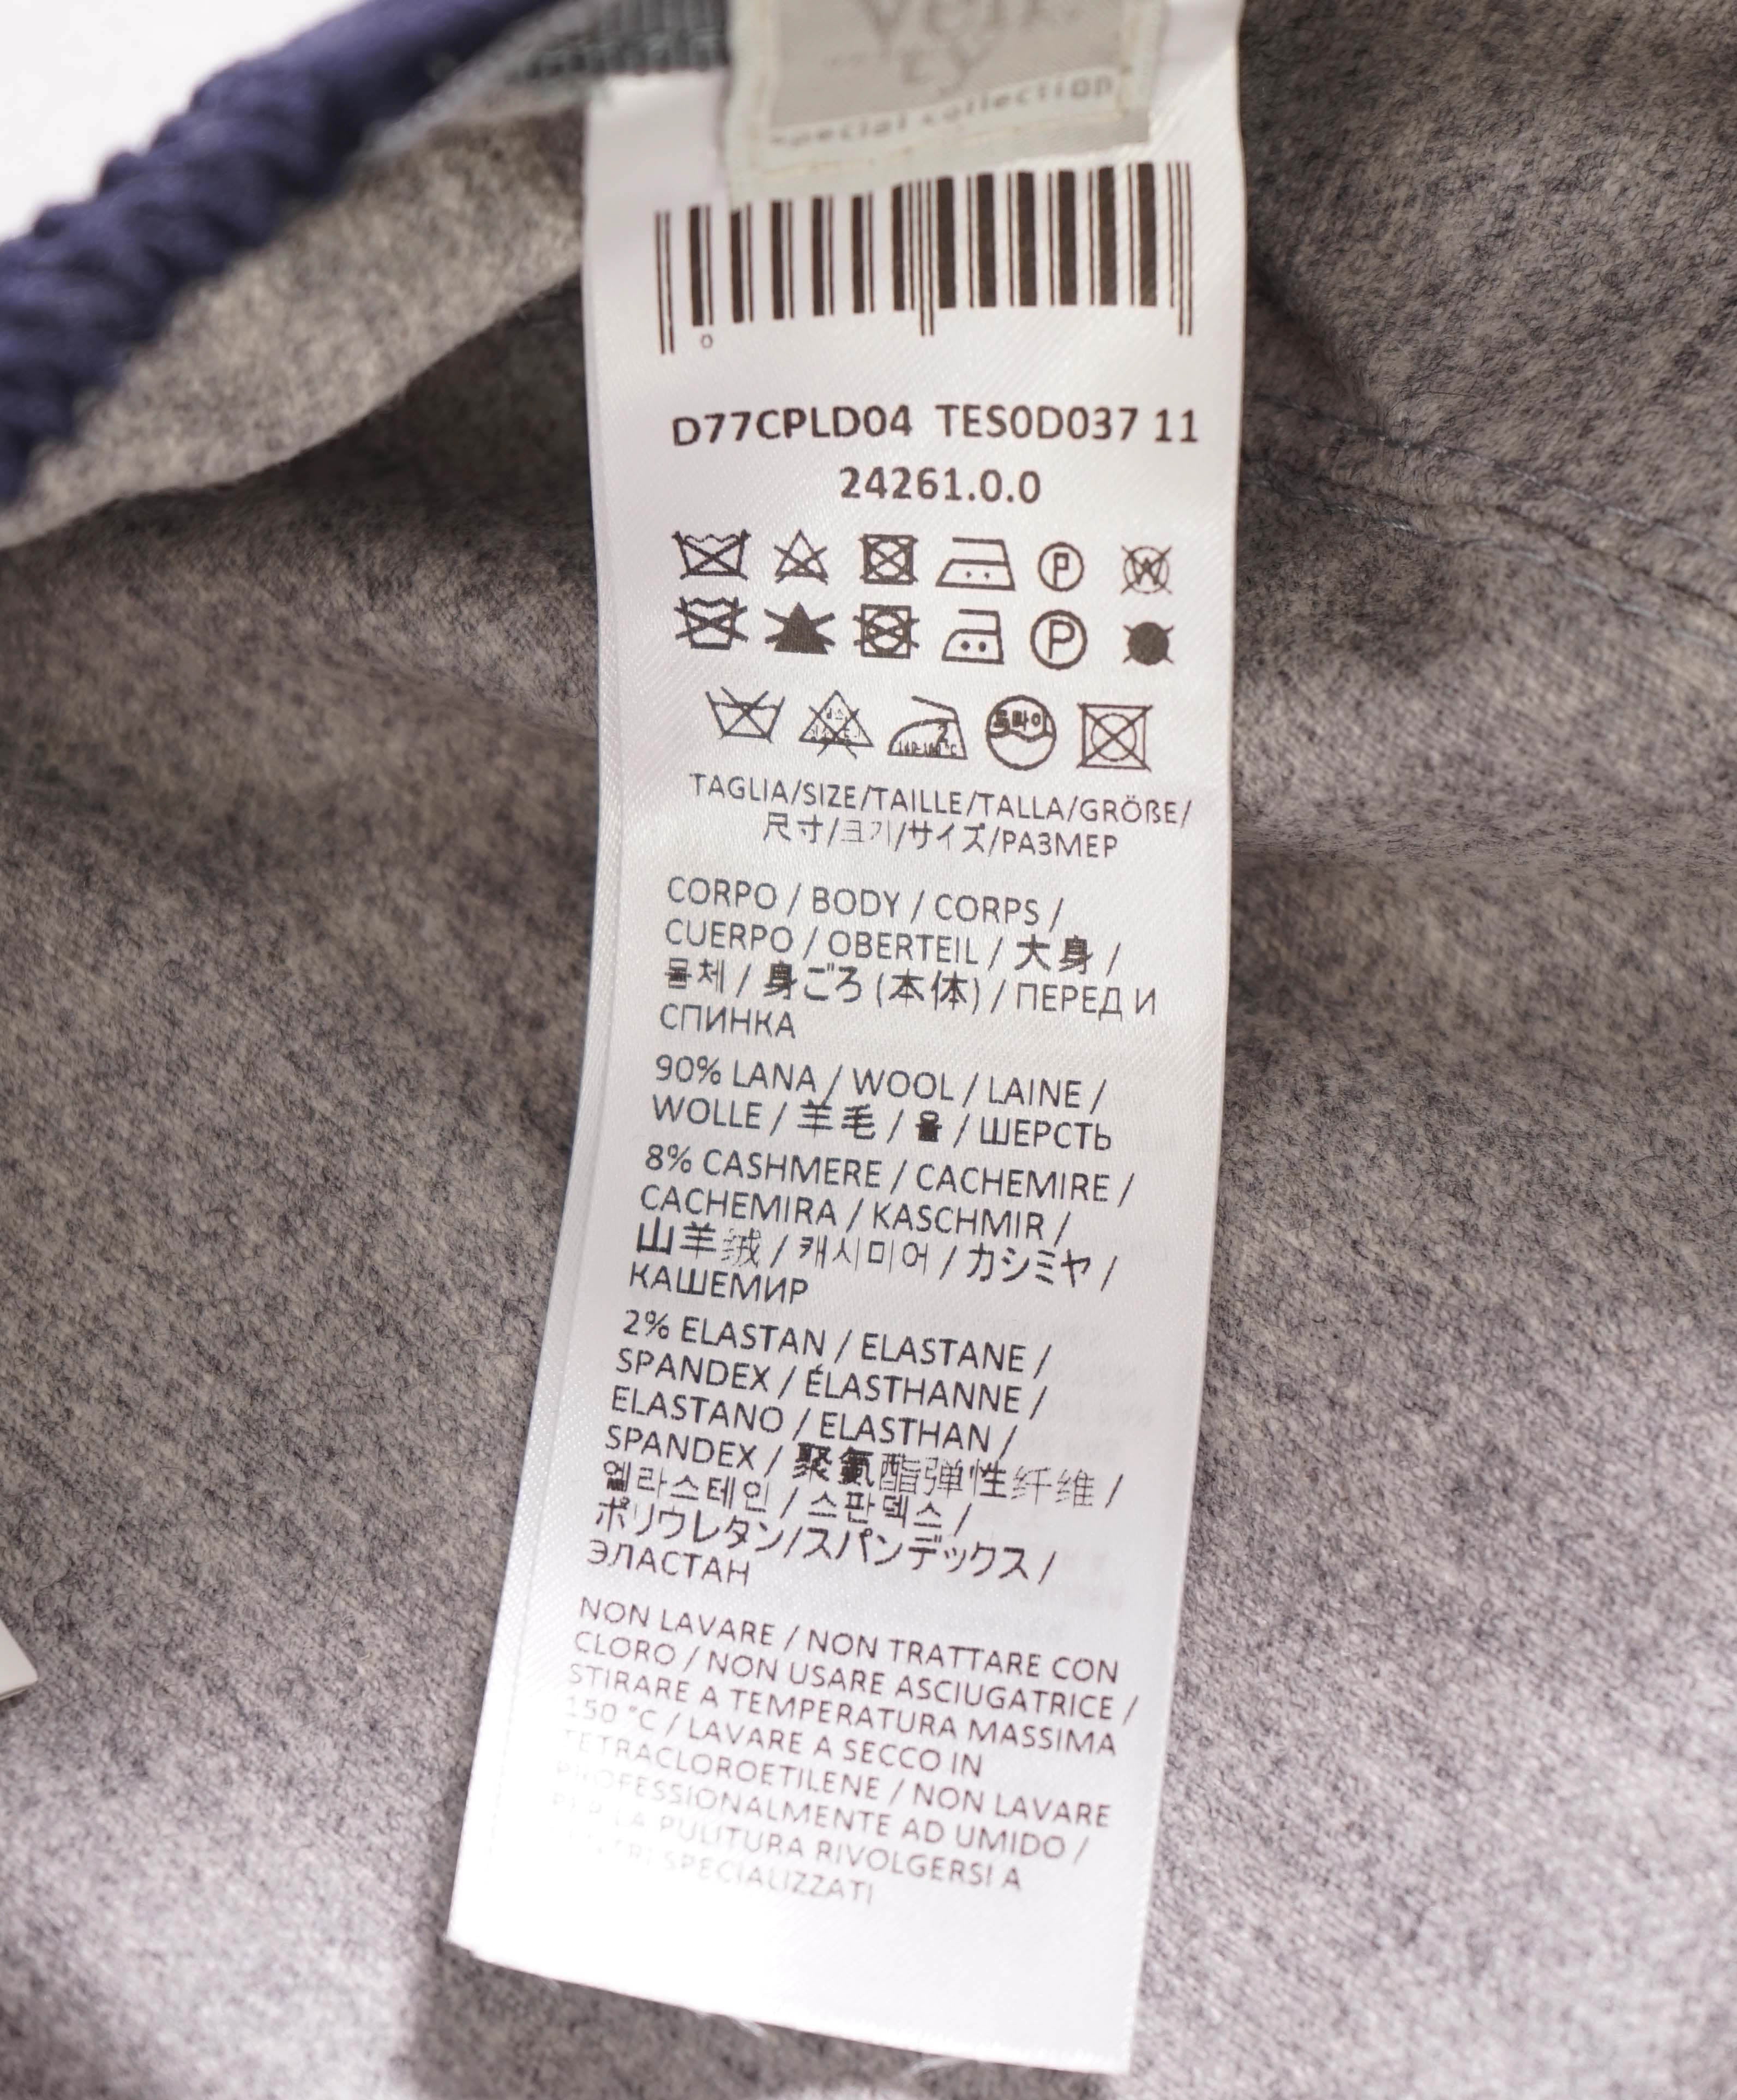 special collection
0
D77CPLD04 TES0D037 11
24261.0.0
P W
P
드라이
TAGLIA/SIZE/TAILLE/TALLA/GRÖßE/
尺寸/크기/サイズ/РАЗМЕР
CORPO / BODY / CORPS /
CUERPO / OBERTEIL / 大身 /
몸체 / 身ごろ (本体) / ПЕРЕД И
СПИНКА
90% LANA / WOOL / LAINE /
WOLLE / 羊毛 / 울 / ШЕРСТЬ
8% CASHMERE / CACHEMIRE /
CACHEMIRA / KASCHMIR /
山羊绒 / 캐시미어 / カシミヤ /
КАШЕМИР
2% ELASTAN / ELASTANE /
SPANDEX / ÉLASTHANNE /
ELASTANO / ELASTHAN /
SPANDEX / 聚氨酯弹性纤维 /
엘라스테인 / 스판덱스 /
ポリウレタン/スパンデックス /
ЭЛАСТАН
NON LAVARE / NON TRATTARE CON
CLORO / NON USARE ASCIUGATRICE /
STIRARE A TEMPERATURA MASSIMA
150 °C / LAVARE A SECCO IN
TETRACLOROETILENE / NON LAVARE
PROFESSIONALMENTE AD UMIDO /
PER LA PULITURA RIVOLGERSI A
SPECIALIZZATI